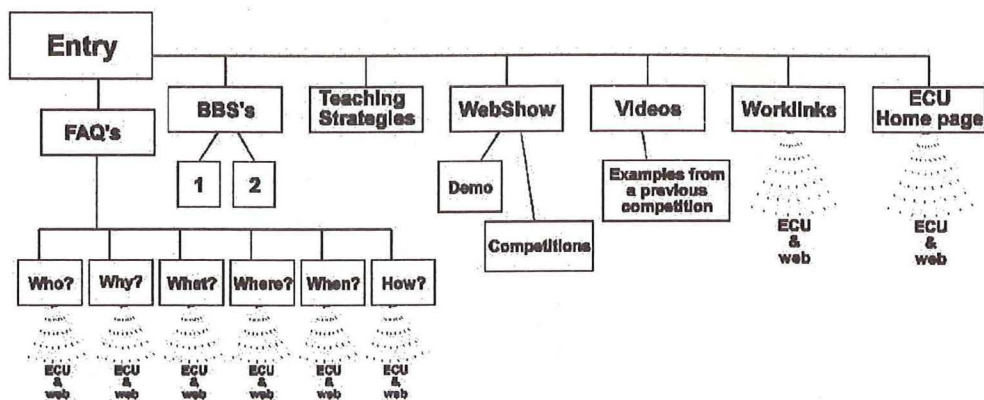 Entry
FAQ's
BBS's
Teaching
Strategies
WebShow
Videos
Worklinks
ECU
Home page
1
2
Demo
Competitions
Examples from
a previous
competition
ECU
&
web
ECU
&
web
Who?
Why?
What?
Where?
When?
How?
ECU
&
web
ECU
&
web
ECU
&
web
ECU
&
web
ECU
&
web
ECU
&
web